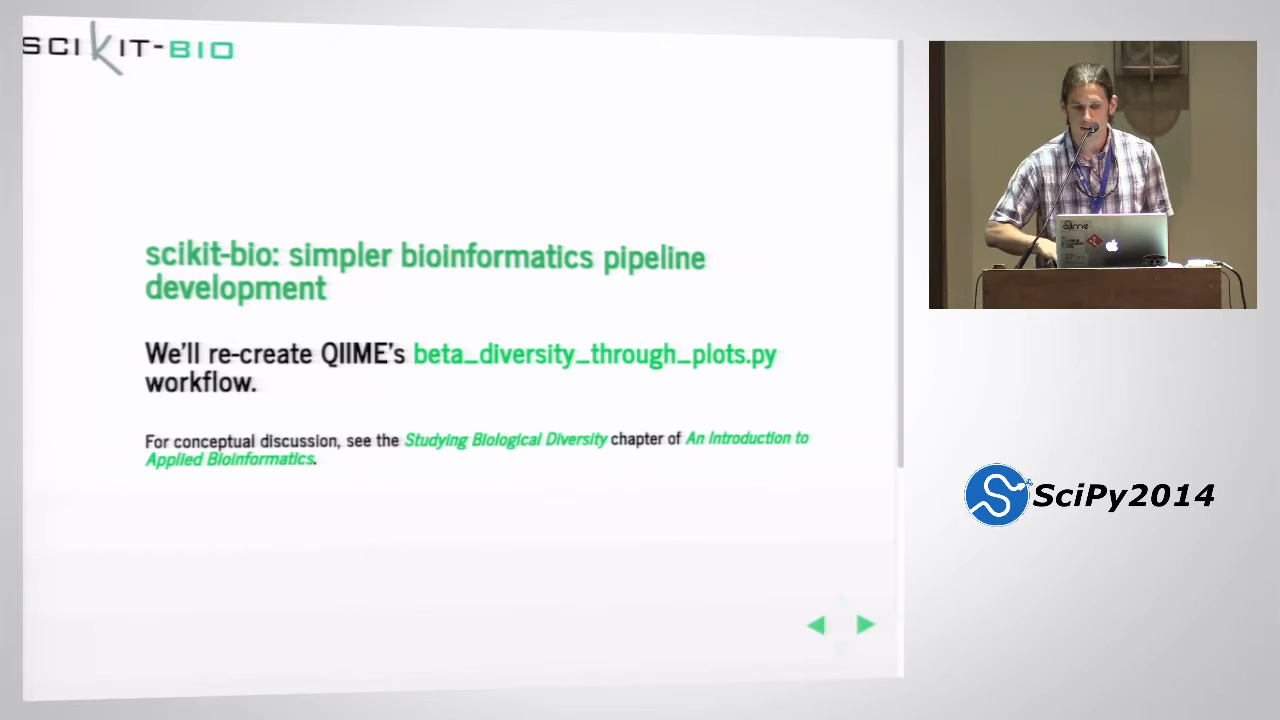 SCIKIT-BIO
scikit-bio: simpler bioinformatics pipeline
development
We'll re-create QIIME's beta_diversity_through_plots.py
workflow.
For conceptual discussion, see the Studying Biological Diversity chapter of An Introduction to
Applied Bioinformatics.
Qiime
SciPy2014